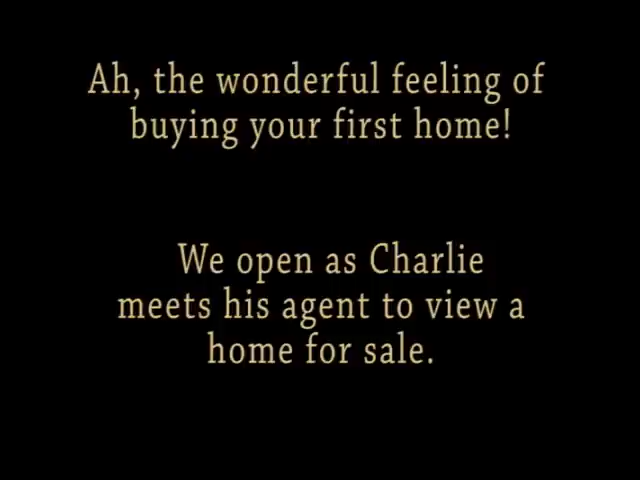 Ah, the wonderful feeling of
buying your first home!
We open as Charlie
meets his agent to view a
home for sale.